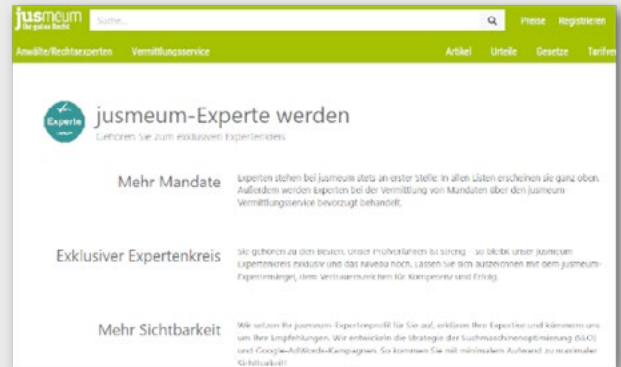 jusmeum
Ihr gutes Recht
Suche...
Preise Registrieren
Anwälte/Rechtsexperten Vermittlungsservice Artikel Urteile Gesetze Tarifver
Experte
jusmeum-Experte werden
Gehören Sie zum exklusiven Expertenkreis
Mehr Mandate
Experten stehen bei jusmeum stets an erster Stelle. In allen Listen erscheinen sie ganz oben.
Außerdem werden Experten bei der Vermittlung von Mandaten über den jusmeum-
Vermittlungsservice bevorzugt behandelt.
Exklusiver Expertenkreis
Sie gehören zu den Besten. Unser Prüfverfahren ist streng – so bleibt unser jusmeum
Expertenkreis exklusiv und das Niveau hoch. Lassen Sie sich auszeichnen mit dem jusmeum-
Expertensiegel, dem Vertrauenszeichen für Kompetenz und Erfolg.
Mehr Sichtbarkeit
Wir setzen Ihr jusmeum-Expertenprofil für Sie auf, erklären Ihre Expertise und kümmern uns
um Ihre Empfehlungen. Wir entwickeln die Strategie der Suchmaschinenoptimierung (SEO)
und Google-AdWords-Kampagnen. So kommen Sie mit minimalem Aufwand zu maximaler
Sichtbarkeit!